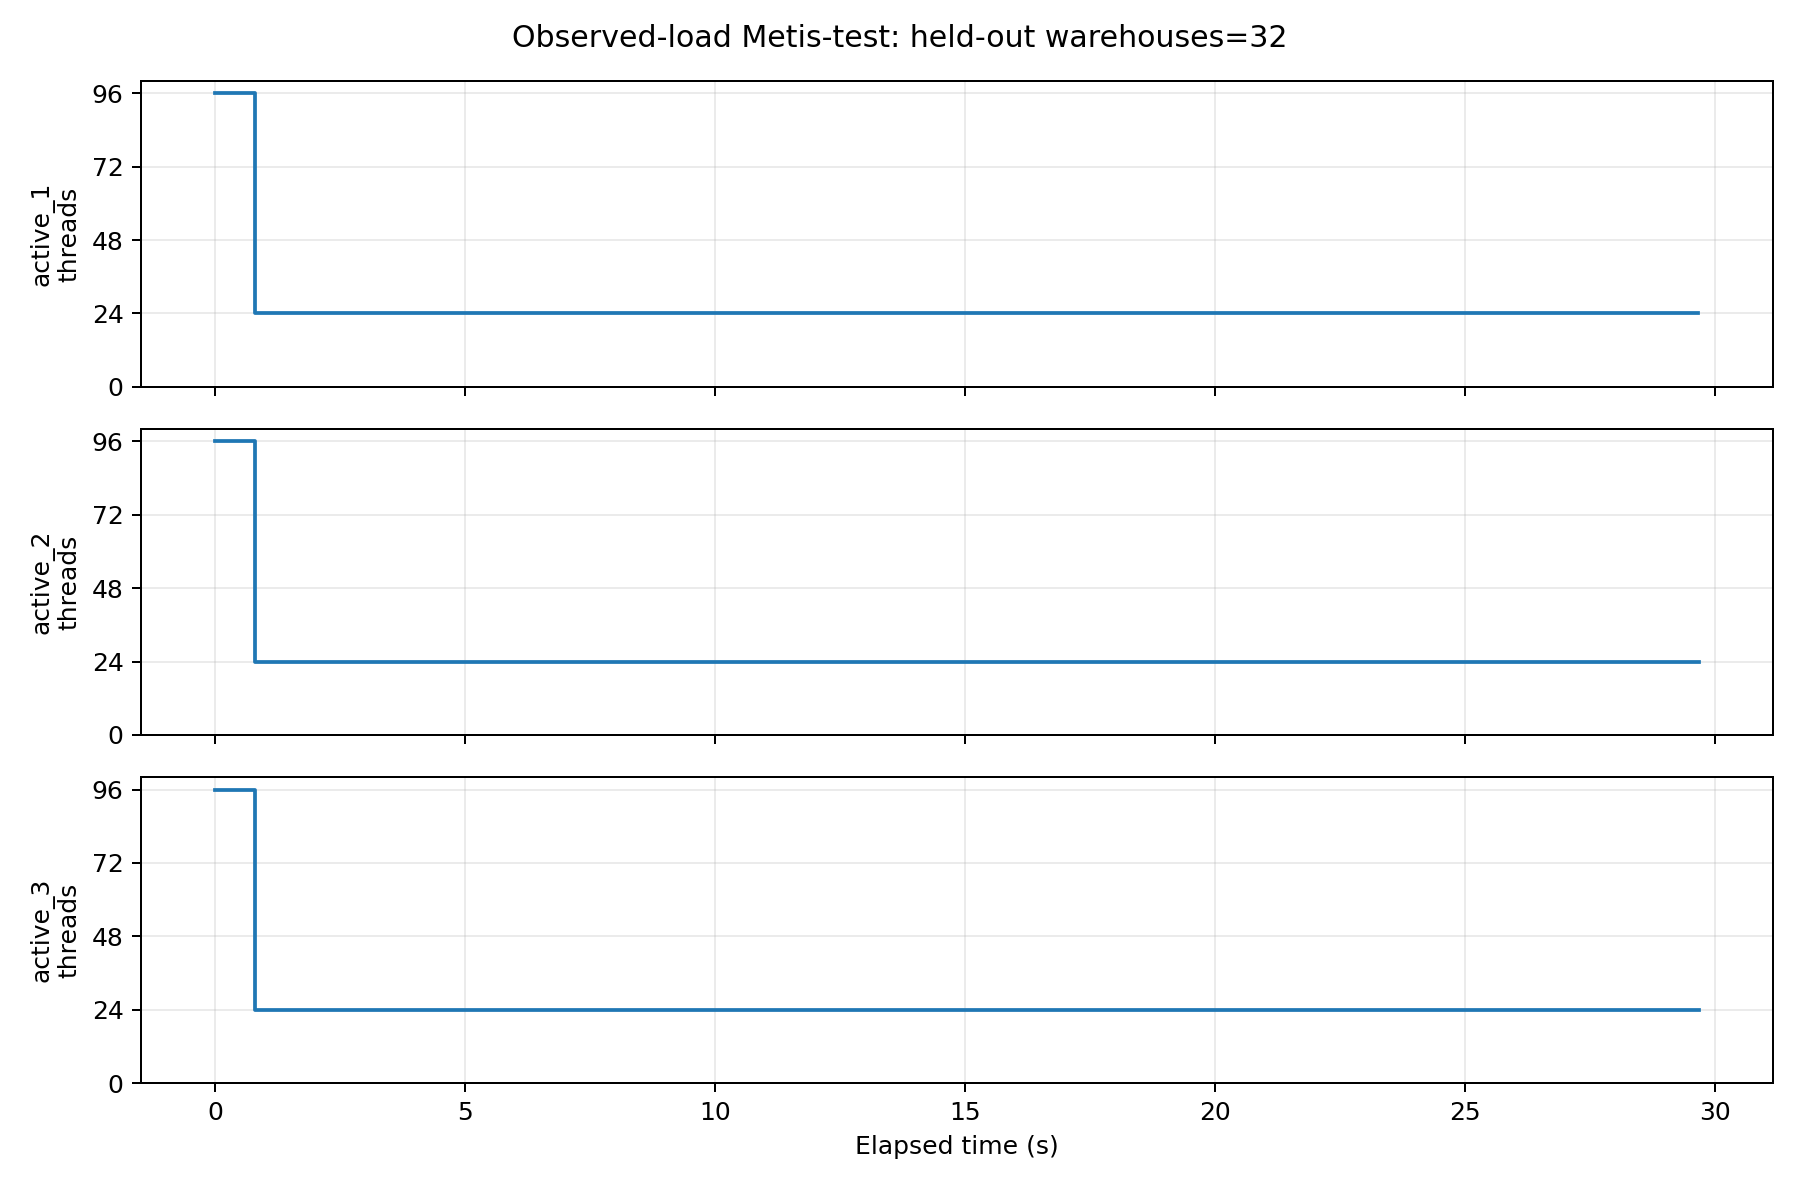 Observed-load Metis-test: held-out warehouses=32
96
72
48
24
0
active_1
threads
96
72
48
24
0
active_2
threads
96
72
48
24
0
active_3
threads
0 5 10 15 20 25 30
Elapsed time (s)